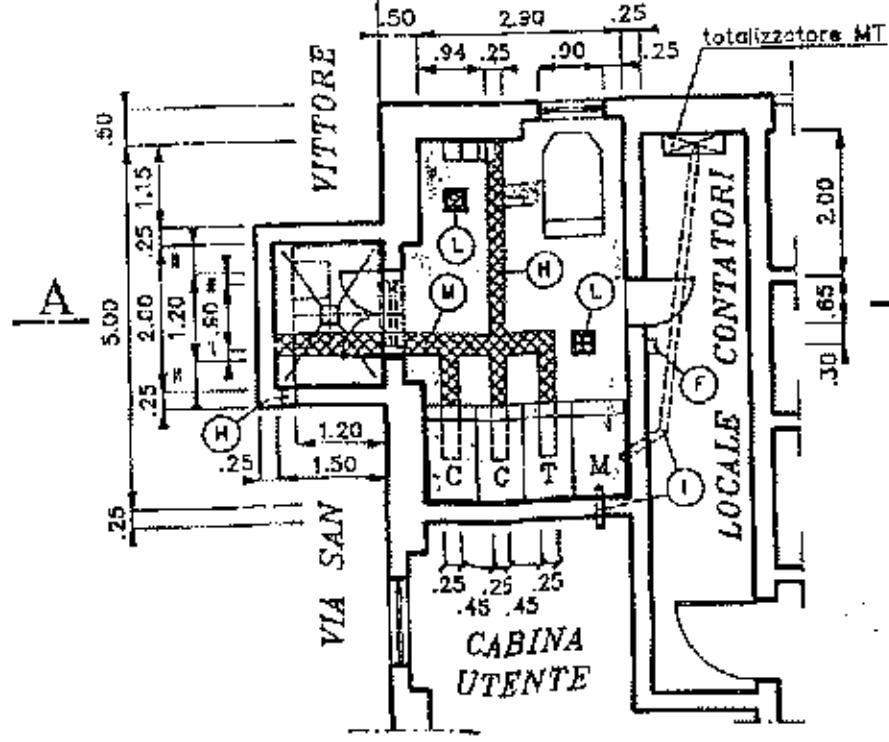 .50
2.90
.25
totalizzatore MT
.94
.25
.90
.25
VITTORE
.50
1.15
.25
2.00
1.20
5.00
.25
.25
A
L
H
M
L
LOCALE CONTATORI
2.00
.65
.30
F
H
1.20
.25
1.50
C
C
T
M
I
VIA SAN
.25
.25
.25
.45
.45
CABINA
UTENTE